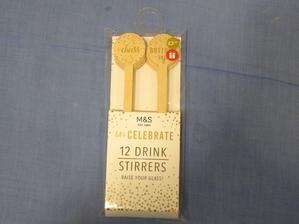 cheers
M&S
EST. 1884
let's CELEBRATE
12 DRINK
STIRRERS
RAISE YOUR GLASS!